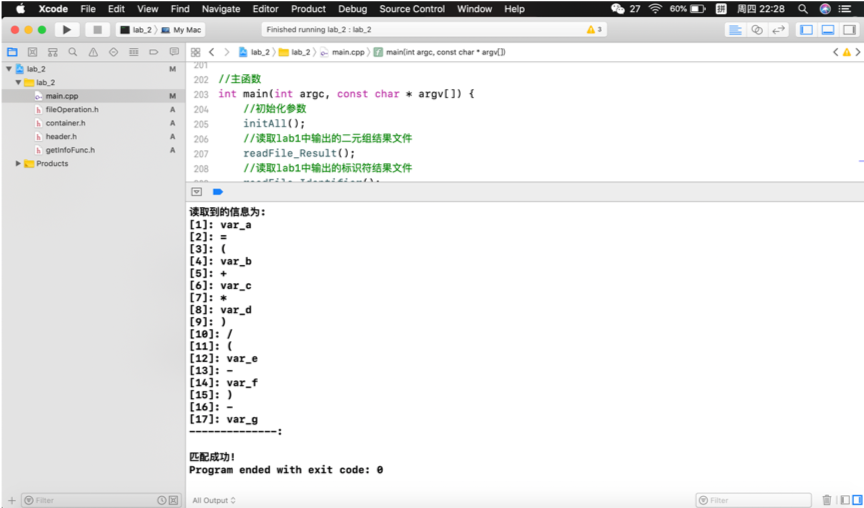 Xcode File Edit View Find Navigate Editor Product Debug Source Control Window Help 27 60% 拼 周四 22:28
lab_2 〉 My Mac Finished running lab_2 : lab_2 3
lab_2 〉 lab_2 〉 main.cpp 〉 main(int argc, const char * argv[])
lab_2 M
lab_2
main.cpp M
fileOperation.h A
container.h A
header.h A
getInfoFunc.h A
Products
201
202 //主函数
203 int main(int argc, const char * argv[]) {
204 //初始化参数
205 initAll();
206 //读取lab1中输出的二元组结果文件
207 readFile_Result();
208 //读取lab1中输出的标识符结果文件
读取到的信息为:
[1]: var_a
[2]: =
[3]: (
[4]: var_b
[5]: +
[6]: var_c
[7]: *
[8]: var_d
[9]: )
[10]: /
[11]: (
[12]: var_e
[13]: -
[14]: var_f
[15]: )
[16]: -
[17]: var_g
--------------:
匹配成功!
Program ended with exit code: 0
Filter All Output Filter